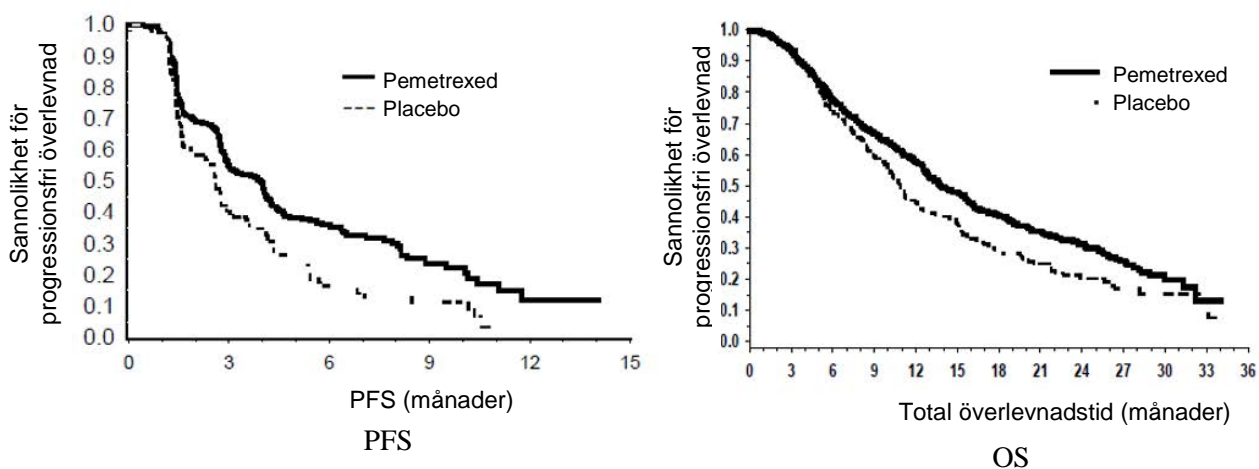 Sannolikhet för
progressionsfri överlevnad
1.0
0.9
0.8
0.7
0.6
0.5
0.4
0.3
0.2
0.1
0.0
Pemetrexed
Placebo
0 3 6 9 12 15
PFS (månader)
PFS
Sannolikhet för
progressionsfri överlevnad
1.0
0.9
0.8
0.7
0.6
0.5
0.4
0.3
0.2
0.1
0.0
Pemetrexed
Placebo
0 3 6 9 12 15 18 21 24 27 30 33 36
Total överlevnadstid (månader)
OS